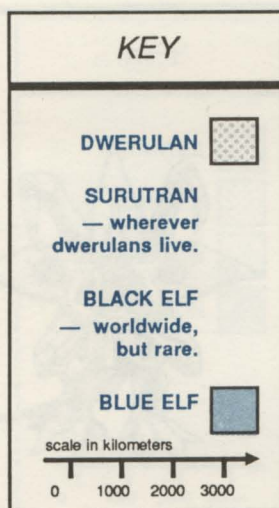 KEY
DWERULAN
SURUTRAN
— wherever
dwerulans live.
BLACK ELF
— worldwide,
but rare.
BLUE ELF
scale in kilometers
0 1000 2000 3000